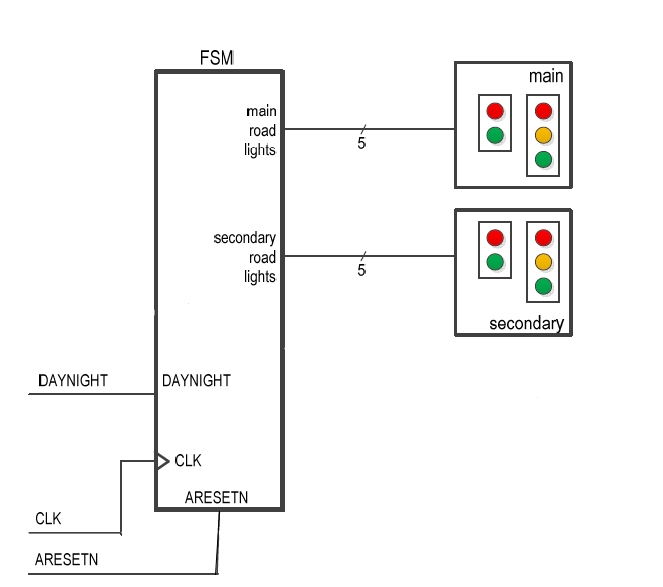 FSM
main
main
road
lights
5
secondary
road
lights
5
secondary
DAYNIGHT
DAYNIGHT
CLK
ARESETN
CLK
ARESETN